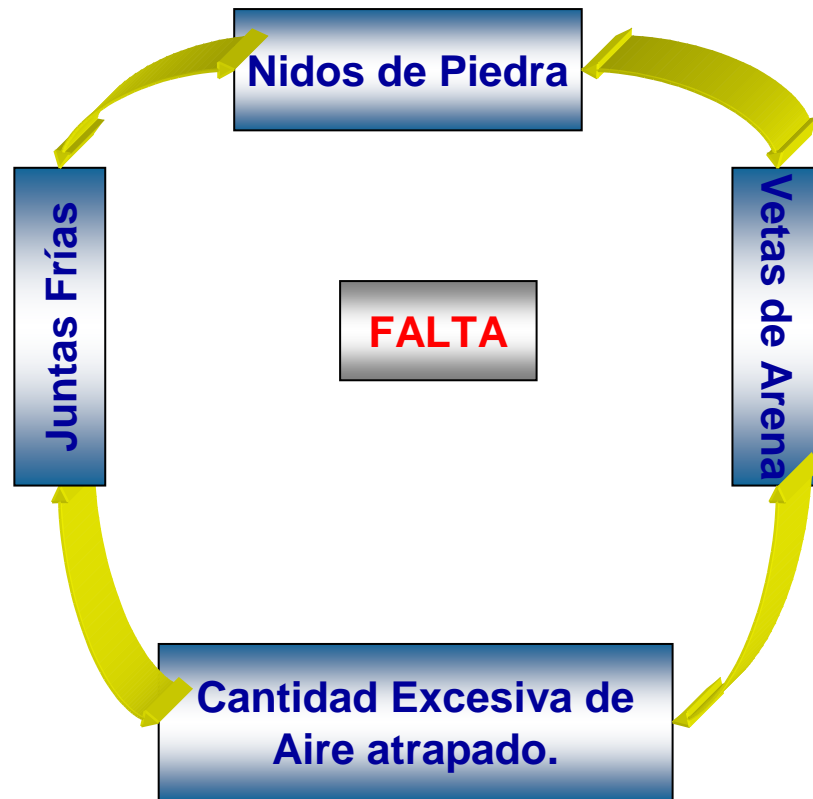 Nidos de Piedra
Juntas Frías
Vetas de Arena
FALTA
Cantidad Excesiva de
Aire atrapado.